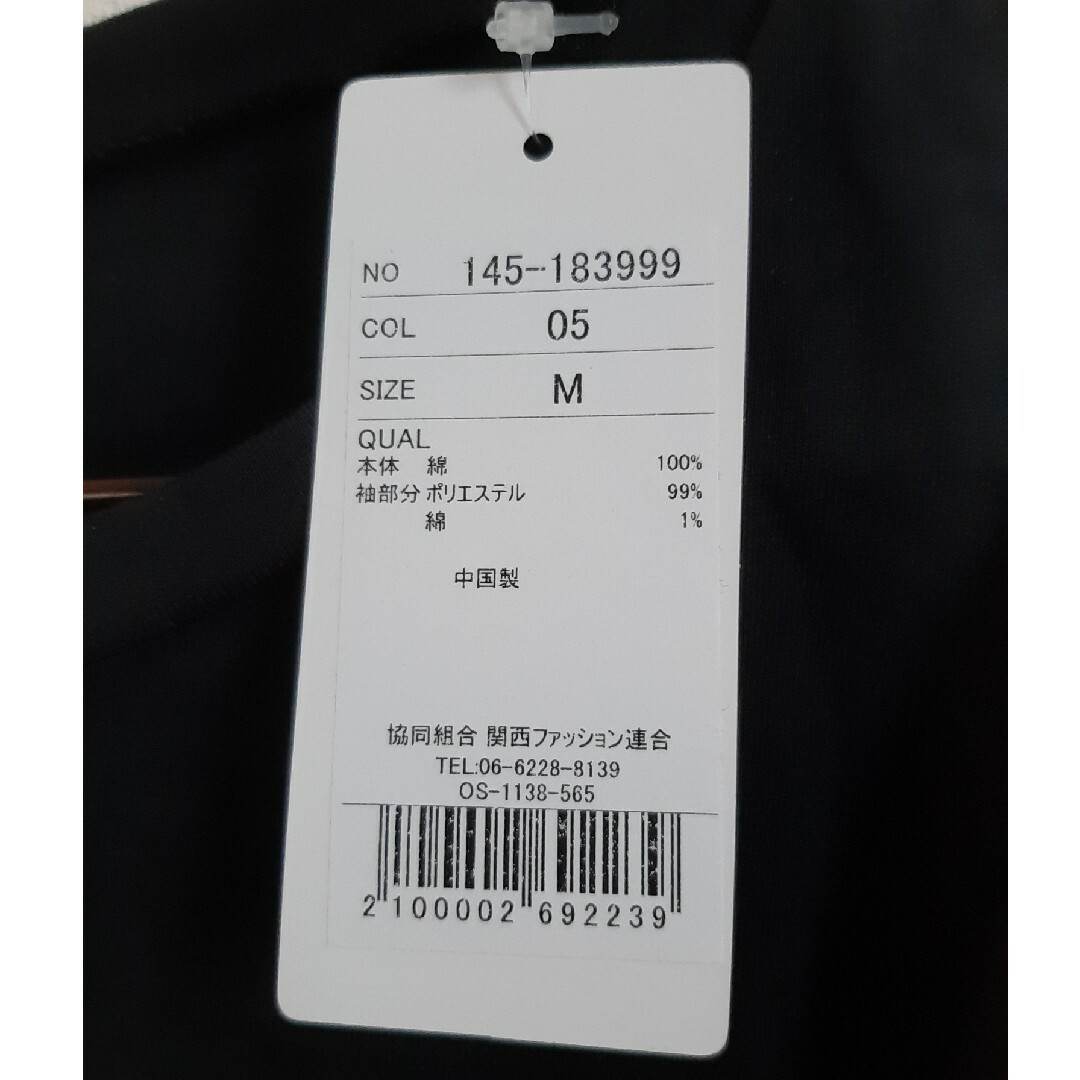 NO 145-183999
COL 05
SIZE M
QUAL
本体 綿 100%
袖部分 ポリエステル 99%
綿 1%
中国製
協同組合 関西ファッション連合
TEL:06-6228-8139
OS-1138-565
2 100002 692239